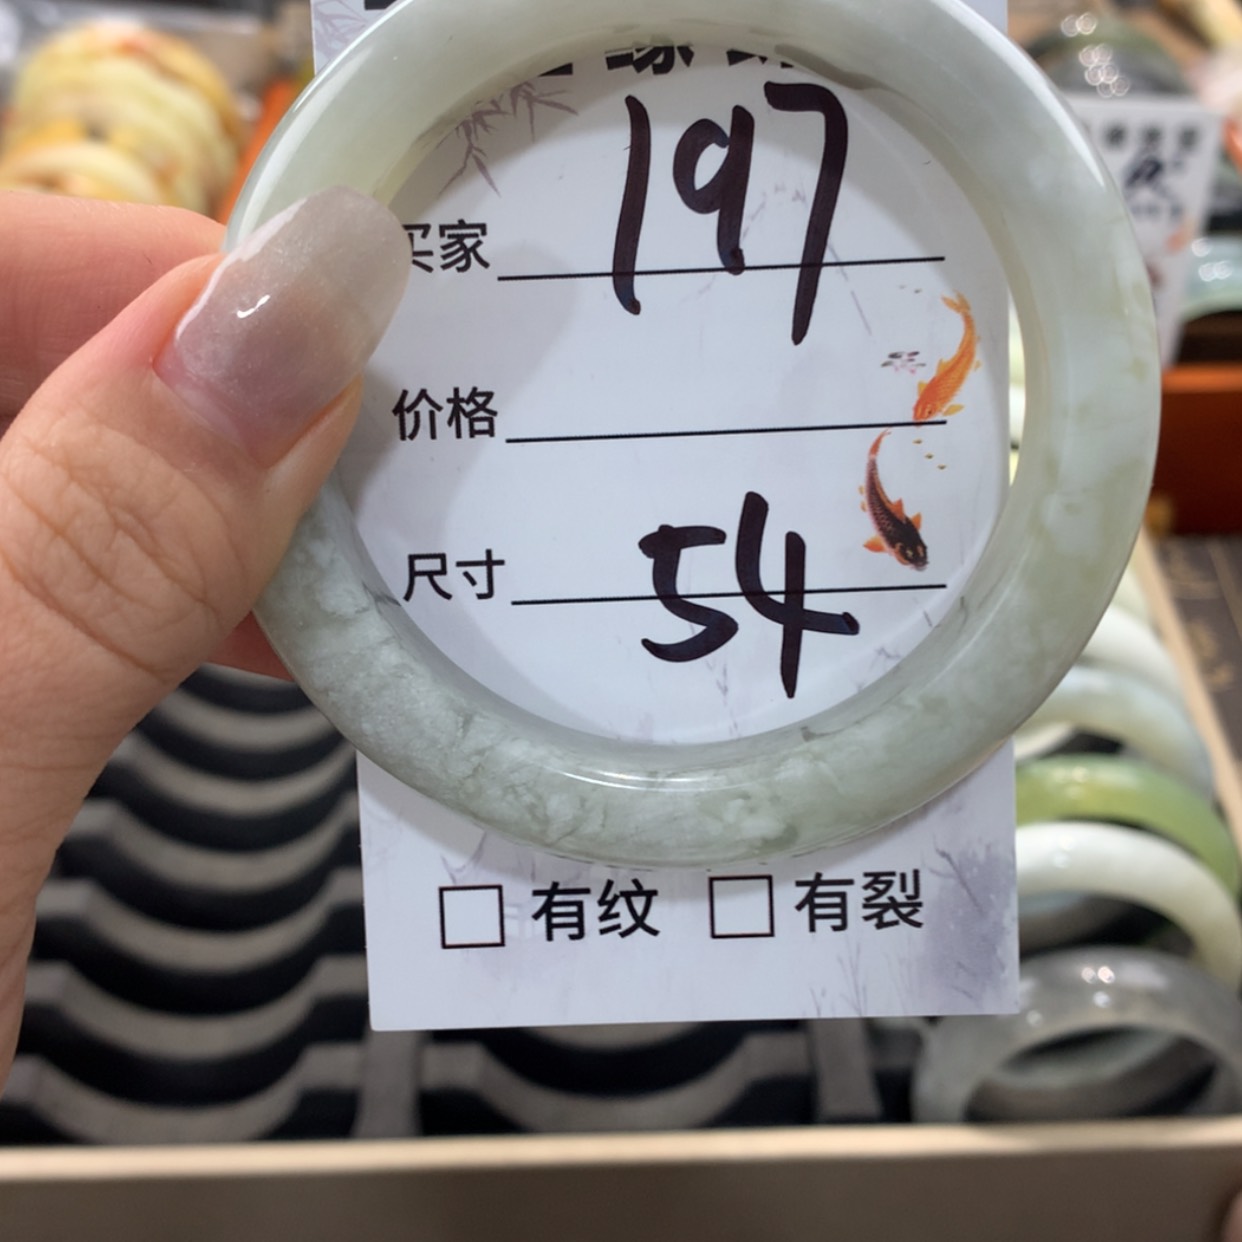 197
买家
价格
尺寸 54
有纹 有裂